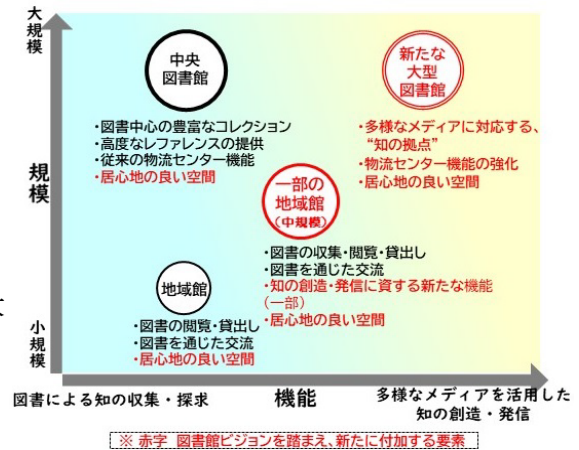 大規模
規模
小規模
中央
図書館
・図書中心の豊富なコレクション
・高度なレファレンスの提供
・従来の物流センター機能
・居心地の良い空間
新たな
大型
図書館
・多様なメディアに対応する、
“知の拠点”
・物流センター機能の強化
・居心地の良い空間
一部の
地域館
(中規模)
・図書の収集・閲覧・貸出し
・図書を通じた交流
・知の創造・発信に資する新たな機能
(一部)
・居心地の良い空間
地域館
・図書の閲覧・貸出し
・図書を通じた交流
・居心地の良い空間
図書による知の収集・探求
機能
多様なメディアを活用した
知の創造・発信
※ 赤字 図書館ビジョンを踏まえ、新たに付加する要素